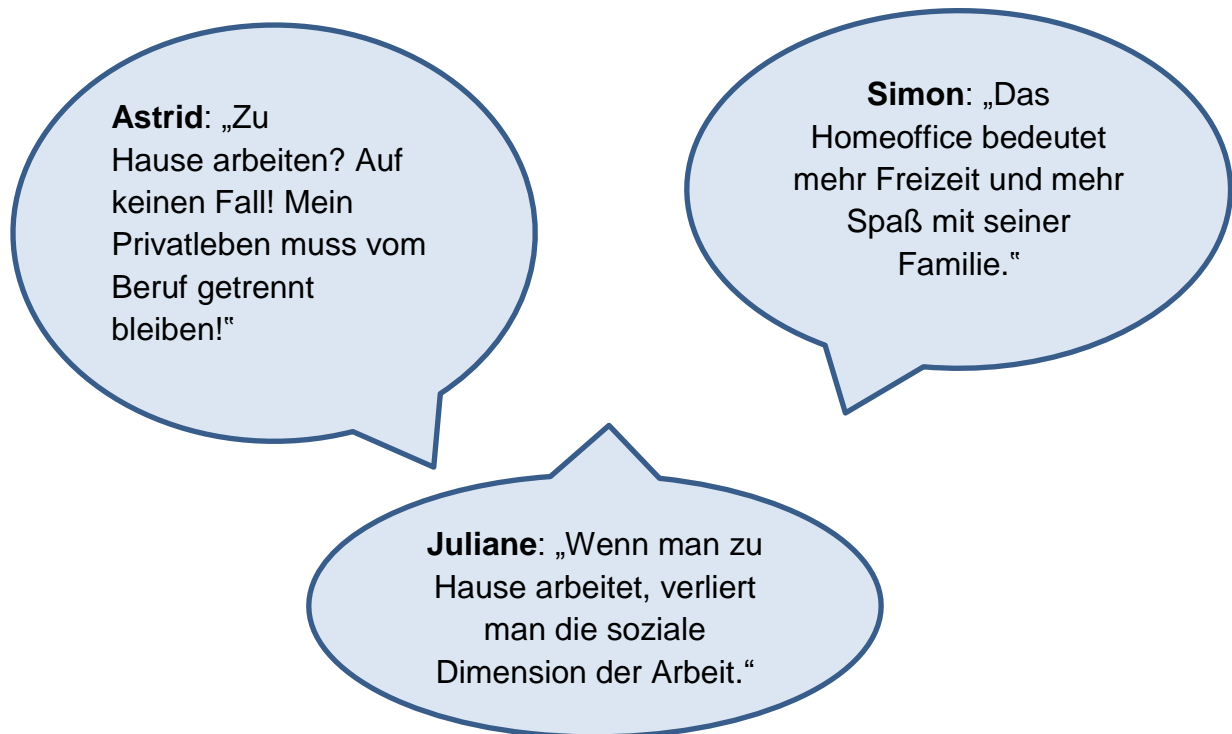 Astrid: „Zu
Hause arbeiten? Auf
keinen Fall! Mein
Privatleben muss vom
Beruf getrennt
bleiben!“
Simon: „Das
Homeoffice bedeutet
mehr Freizeit und mehr
Spaß mit seiner
Familie.“
Juliane: „Wenn man zu
Hause arbeitet, verliert
man die soziale
Dimension der Arbeit.“